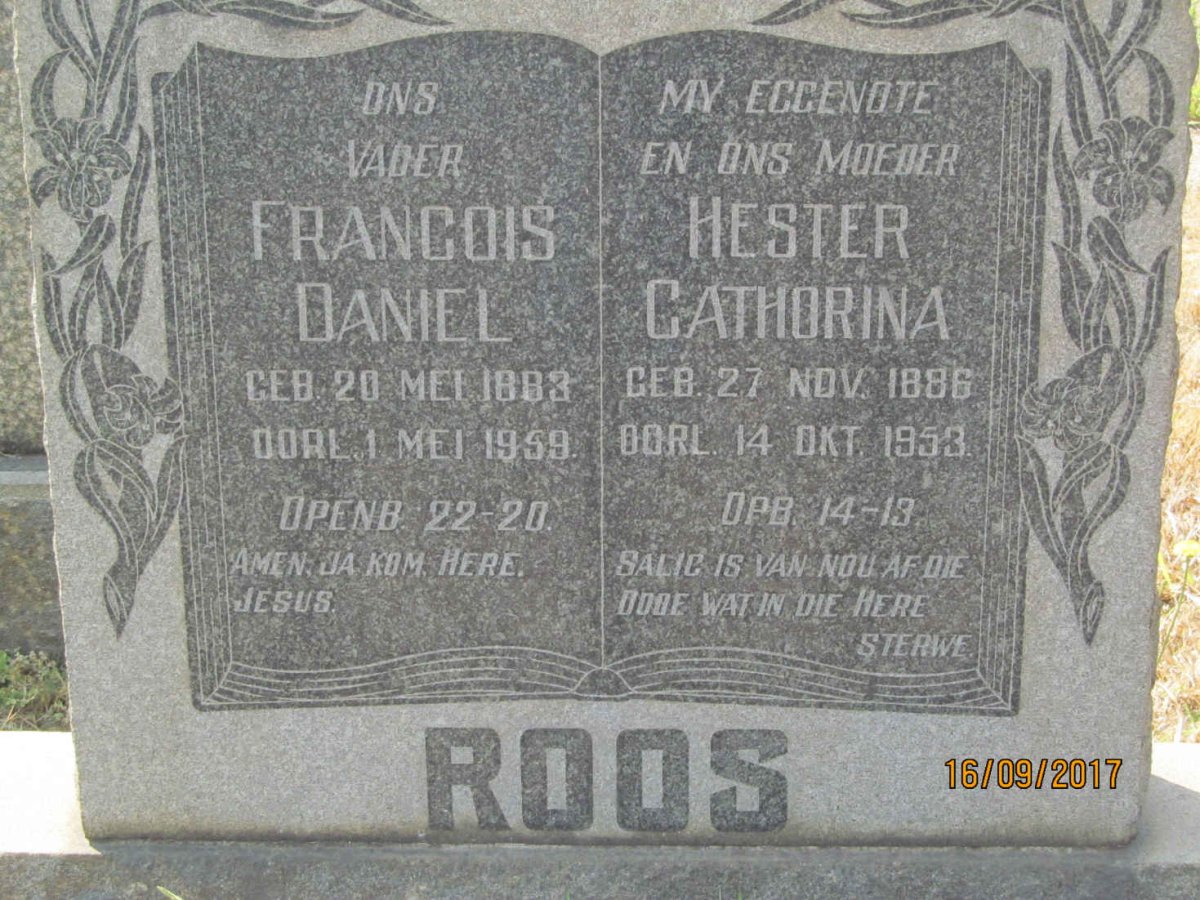 ONS
VADER
FRANCOIS
DANIEL
GEB. 20 MEI 1883
OORL. 1 MEI 1959.
OPENB. 22-20.
AMEN, JA KOM, HERE.
JESUS.
MY EGGENOTE
EN ONS MOEDER
HESTER
CATHORINA
GEB. 27 NOV. 1886
OORL. 14 OKT. 1953.
OPB. 14-13
SALIG IS VAN NOU AF DIE
DODE WAT IN DIE HERE
STERWE.
ROOS
16/09/2017